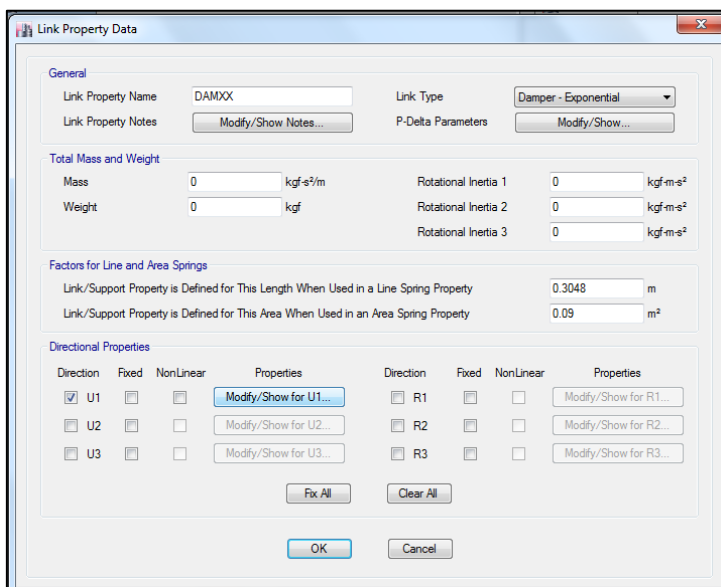 Link Property Data
General
Link Property Name DAMXX Link Type Damper - Exponential
Link Property Notes Modify/Show Notes... P-Delta Parameters Modify/Show...
Total Mass and Weight
Mass 0 kgf-s²/m Rotational Inertia 1 0 kgf-m-s²
Weight 0 kgf Rotational Inertia 2 0 kgf-m-s²
Rotational Inertia 3 0 kgf-m-s²
Factors for Line and Area Springs
Link/Support Property is Defined for This Length When Used in a Line Spring Property 0.3048 m
Link/Support Property is Defined for This Area When Used in an Area Spring Property 0.09 m²
Directional Properties
Direction Fixed NonLinear Properties Direction Fixed NonLinear Properties
U1 Modify/Show for U1... R1 Modify/Show for R1...
U2 Modify/Show for U2... R2 Modify/Show for R2...
U3 Modify/Show for U3... R3 Modify/Show for R3...
Fix All Clear All
OK Cancel